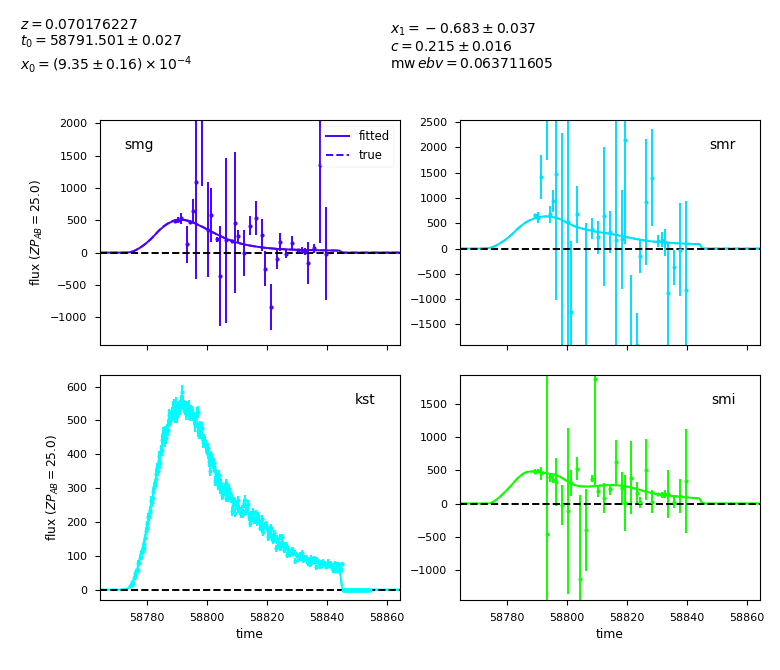 z = 0.070176227
t₀ = 58791.501 ± 0.027
x₀ = (9.35 ± 0.16) × 10⁻⁴
x₁ = −0.683 ± 0.037
c = 0.215 ± 0.016
mw ebv = 0.063711605
smg
fitted
true
2000
1500
1000
500
0
−500
−1000
flux (ZP_AB = 25.0)
smr
2500
2000
1500
1000
500
0
−500
−1000
−1500
kst
600
500
400
300
200
100
0
flux (ZP_AB = 25.0)
58780 58800 58820 58840 58860
time
smi
1500
1000
500
0
−500
−1000
58780 58800 58820 58840 58860
time